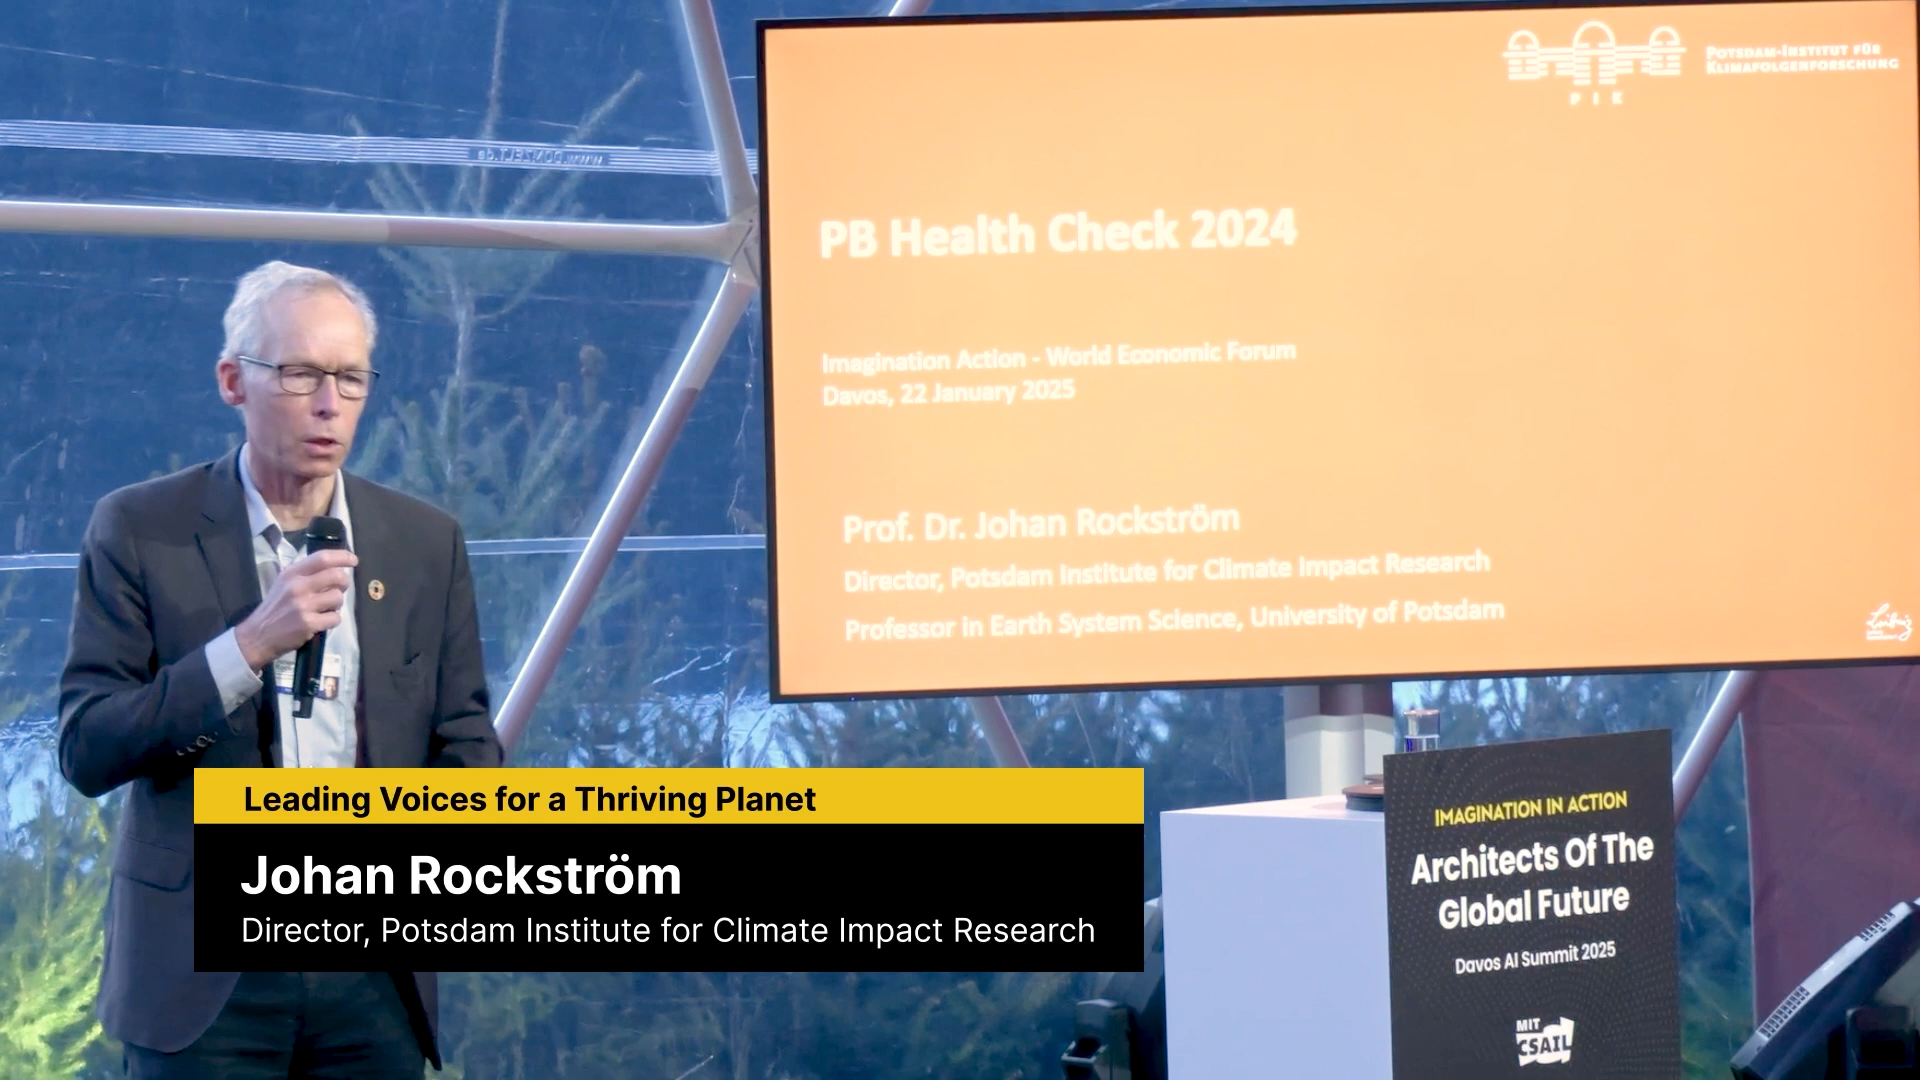 POTSDAM-INSTITUT FÜR
KLIMAFOLGENFORSCHUNG
PIK
PB Health Check 2024
Imagination Action - World Economic Forum
Davos, 22 January 2025
Prof. Dr. Johan Rockström
Director, Potsdam Institute for Climate Impact Research
Professor in Earth System Science, University of Potsdam
Leibniz
Leading Voices for a Thriving Planet
Johan Rockström
Director, Potsdam Institute for Climate Impact Research
IMAGINATION IN ACTION
Architects Of The
Global Future
Davos AI Summit 2025
MIT
CSAIL